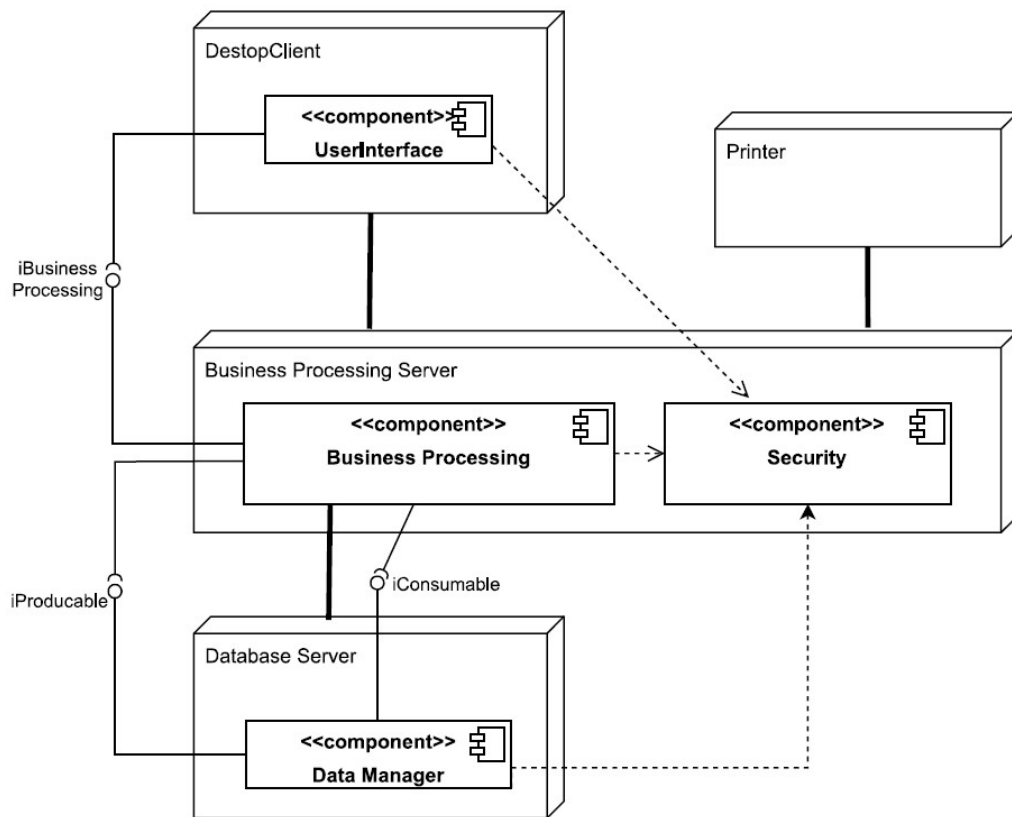 DestopClient
<<component>>
UserInterface
Printer
iBusiness
Processing
Business Processing Server
<<component>>
Business Processing
<<component>>
Security
iProducable
iConsumable
Database Server
<<component>>
Data Manager